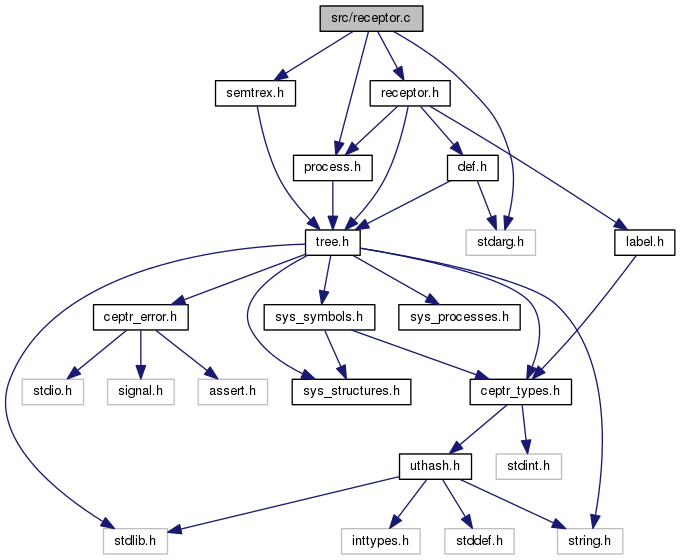 src/receptor.c
semtrex.h
receptor.h
process.h
def.h
tree.h
stdarg.h
label.h
ceptr_error.h
sys_symbols.h
sys_processes.h
stdio.h
signal.h
assert.h
sys_structures.h
ceptr_types.h
uthash.h
stdint.h
stdlib.h
inttypes.h
stddef.h
string.h